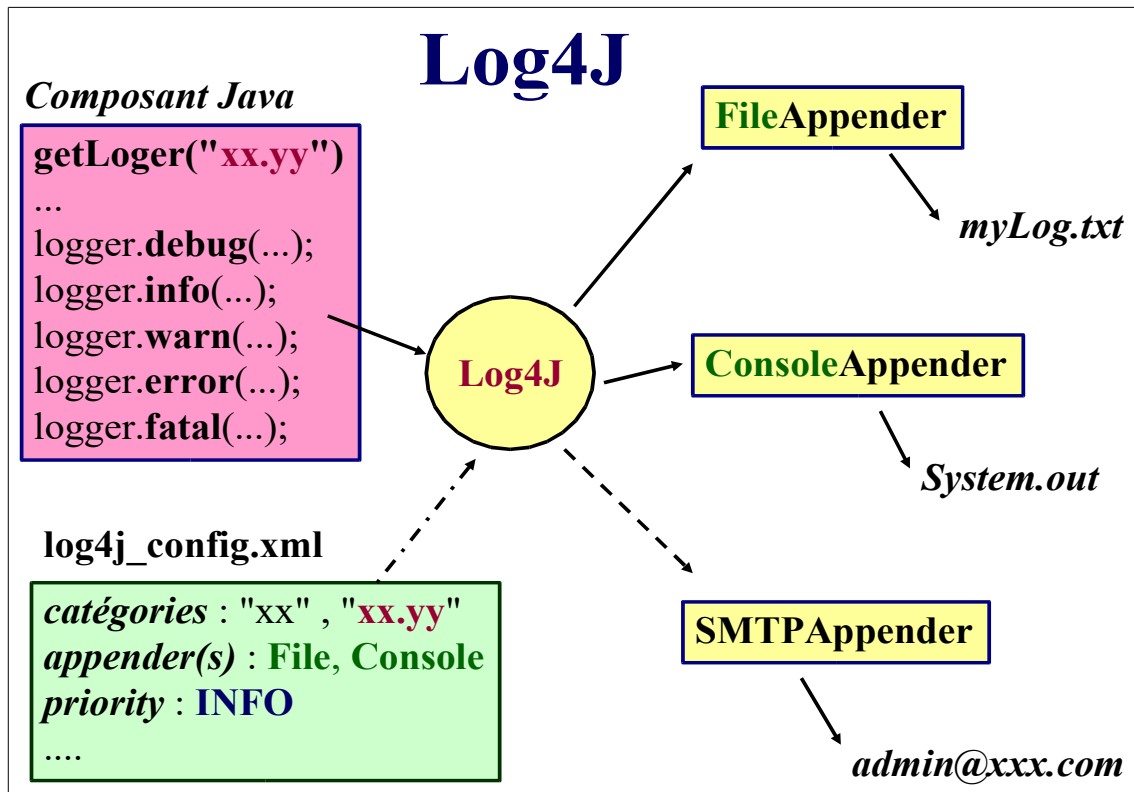 Log4J
Composant Java
getLoger("xx.yy")
...
logger.debug(...);
logger.info(...);
logger.warn(...);
logger.error(...);
logger.fatal(...);
log4j_config.xml
catégories : "xx" , "xx.yy"
appender(s) : File, Console
priority : INFO
....
Log4J
FileAppender
myLog.txt
ConsoleAppender
System.out
SMTPAppender
admin@xxx.com